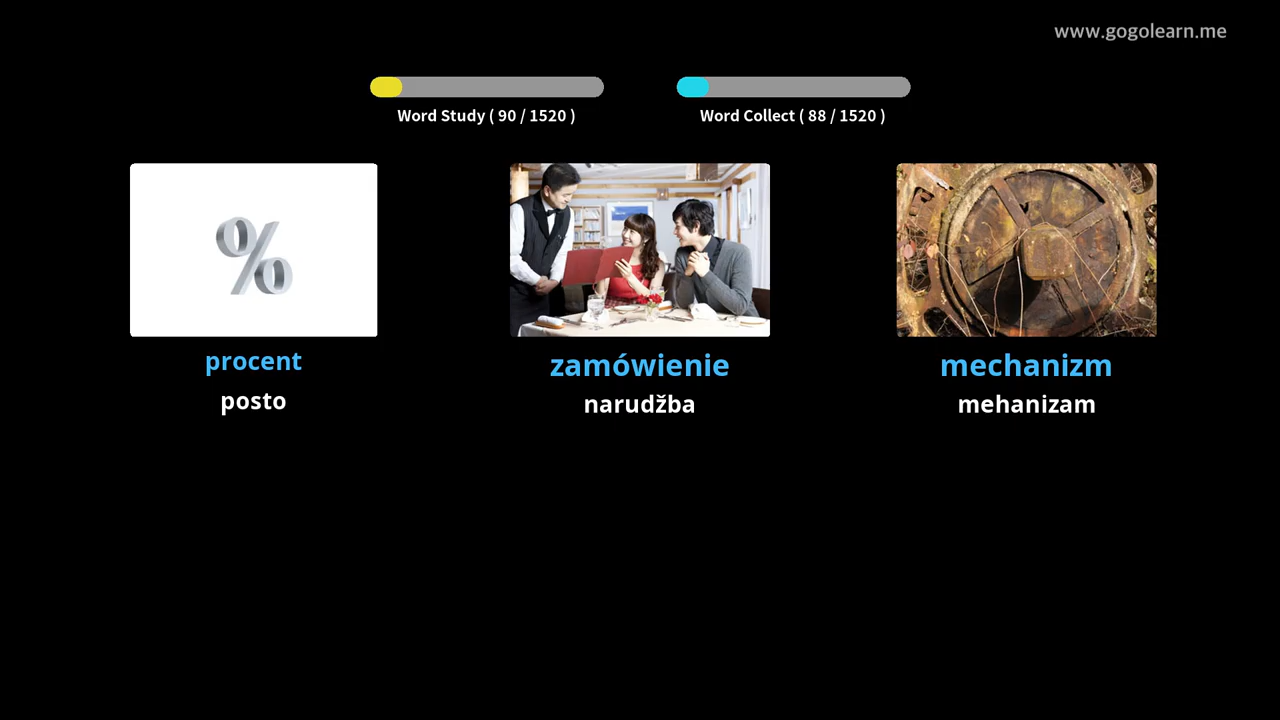 www.gogolearn.me
Word Study ( 90 / 1520 )
Word Collect ( 88 / 1520 )
%
procent
zamówienie
mechanizm
posto
narudžba
mehanizam